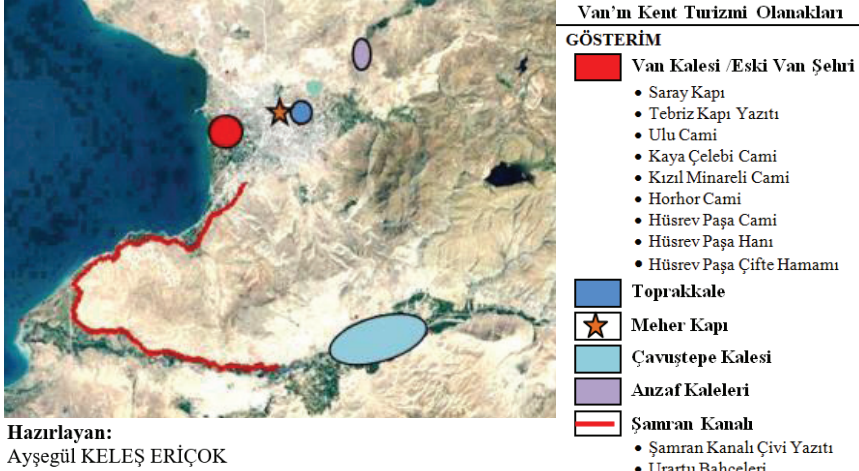 Van'ın Kent Turizmi Olanakları
GÖSTERİM
Van Kalesi /Eski Van Şehri
• Saray Kapı
• Tebriz Kapı Yazıtı
• Ulu Cami
• Kaya Çelebi Cami
• Kızıl Minareli Cami
• Horhor Cami
• Hüsrev Paşa Cami
• Hüsrev Paşa Hanı
• Hüsrev Paşa Çifte Hamamı
Toprakkale
Meher Kapı
Çavuştepe Kalesi
Anzaf Kaleleri
Şamran Kanalı
• Şamran Kanalı Çivi Yazıtı
• Urartu Bahçeleri
Hazırlayan:
Ayşegül KELEŞ ERİÇOK